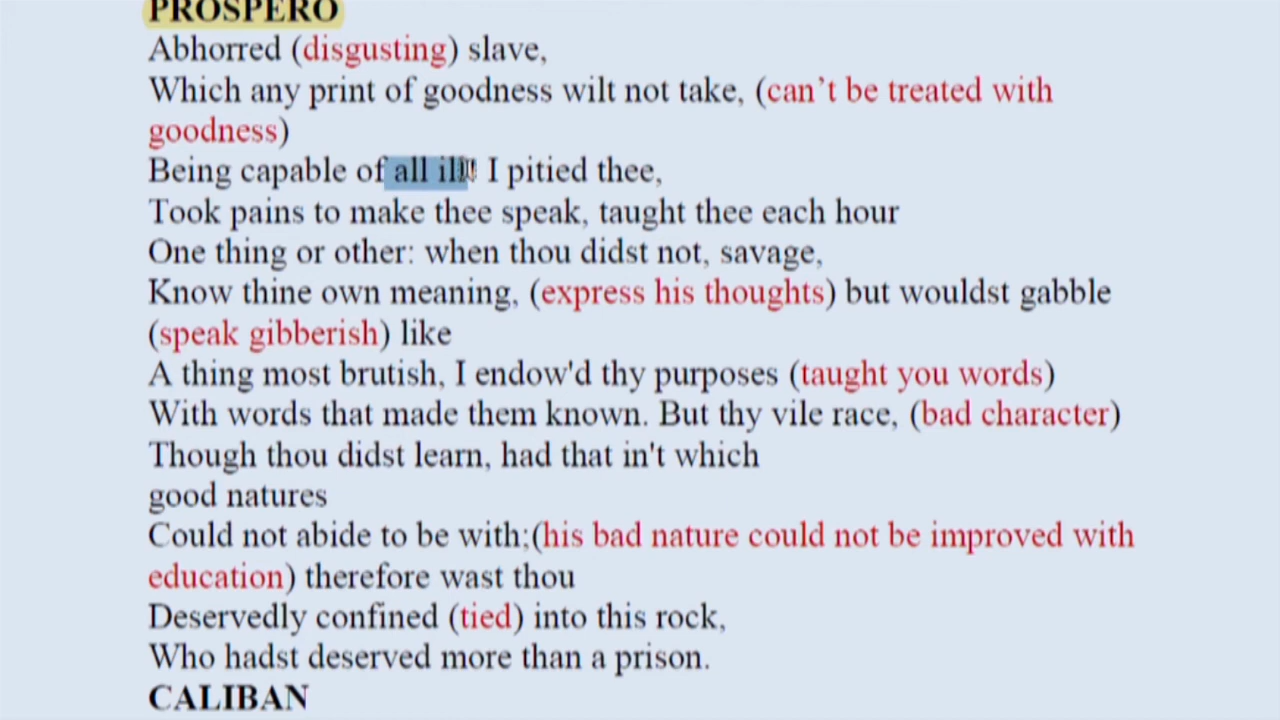 PROSPERO
Abhorred (disgusting) slave,
Which any print of goodness wilt not take, (can’t be treated with
goodness)
Being capable of all ill! I pitied thee,
Took pains to make thee speak, taught thee each hour
One thing or other: when thou didst not, savage,
Know thine own meaning, (express his thoughts) but wouldst gabble
(speak gibberish) like
A thing most brutish, I endow'd thy purposes (taught you words)
With words that made them known. But thy vile race, (bad character)
Though thou didst learn, had that in't which
good natures
Could not abide to be with;(his bad nature could not be improved with
education) therefore wast thou
Deservedly confined (tied) into this rock,
Who hadst deserved more than a prison.
CALIBAN